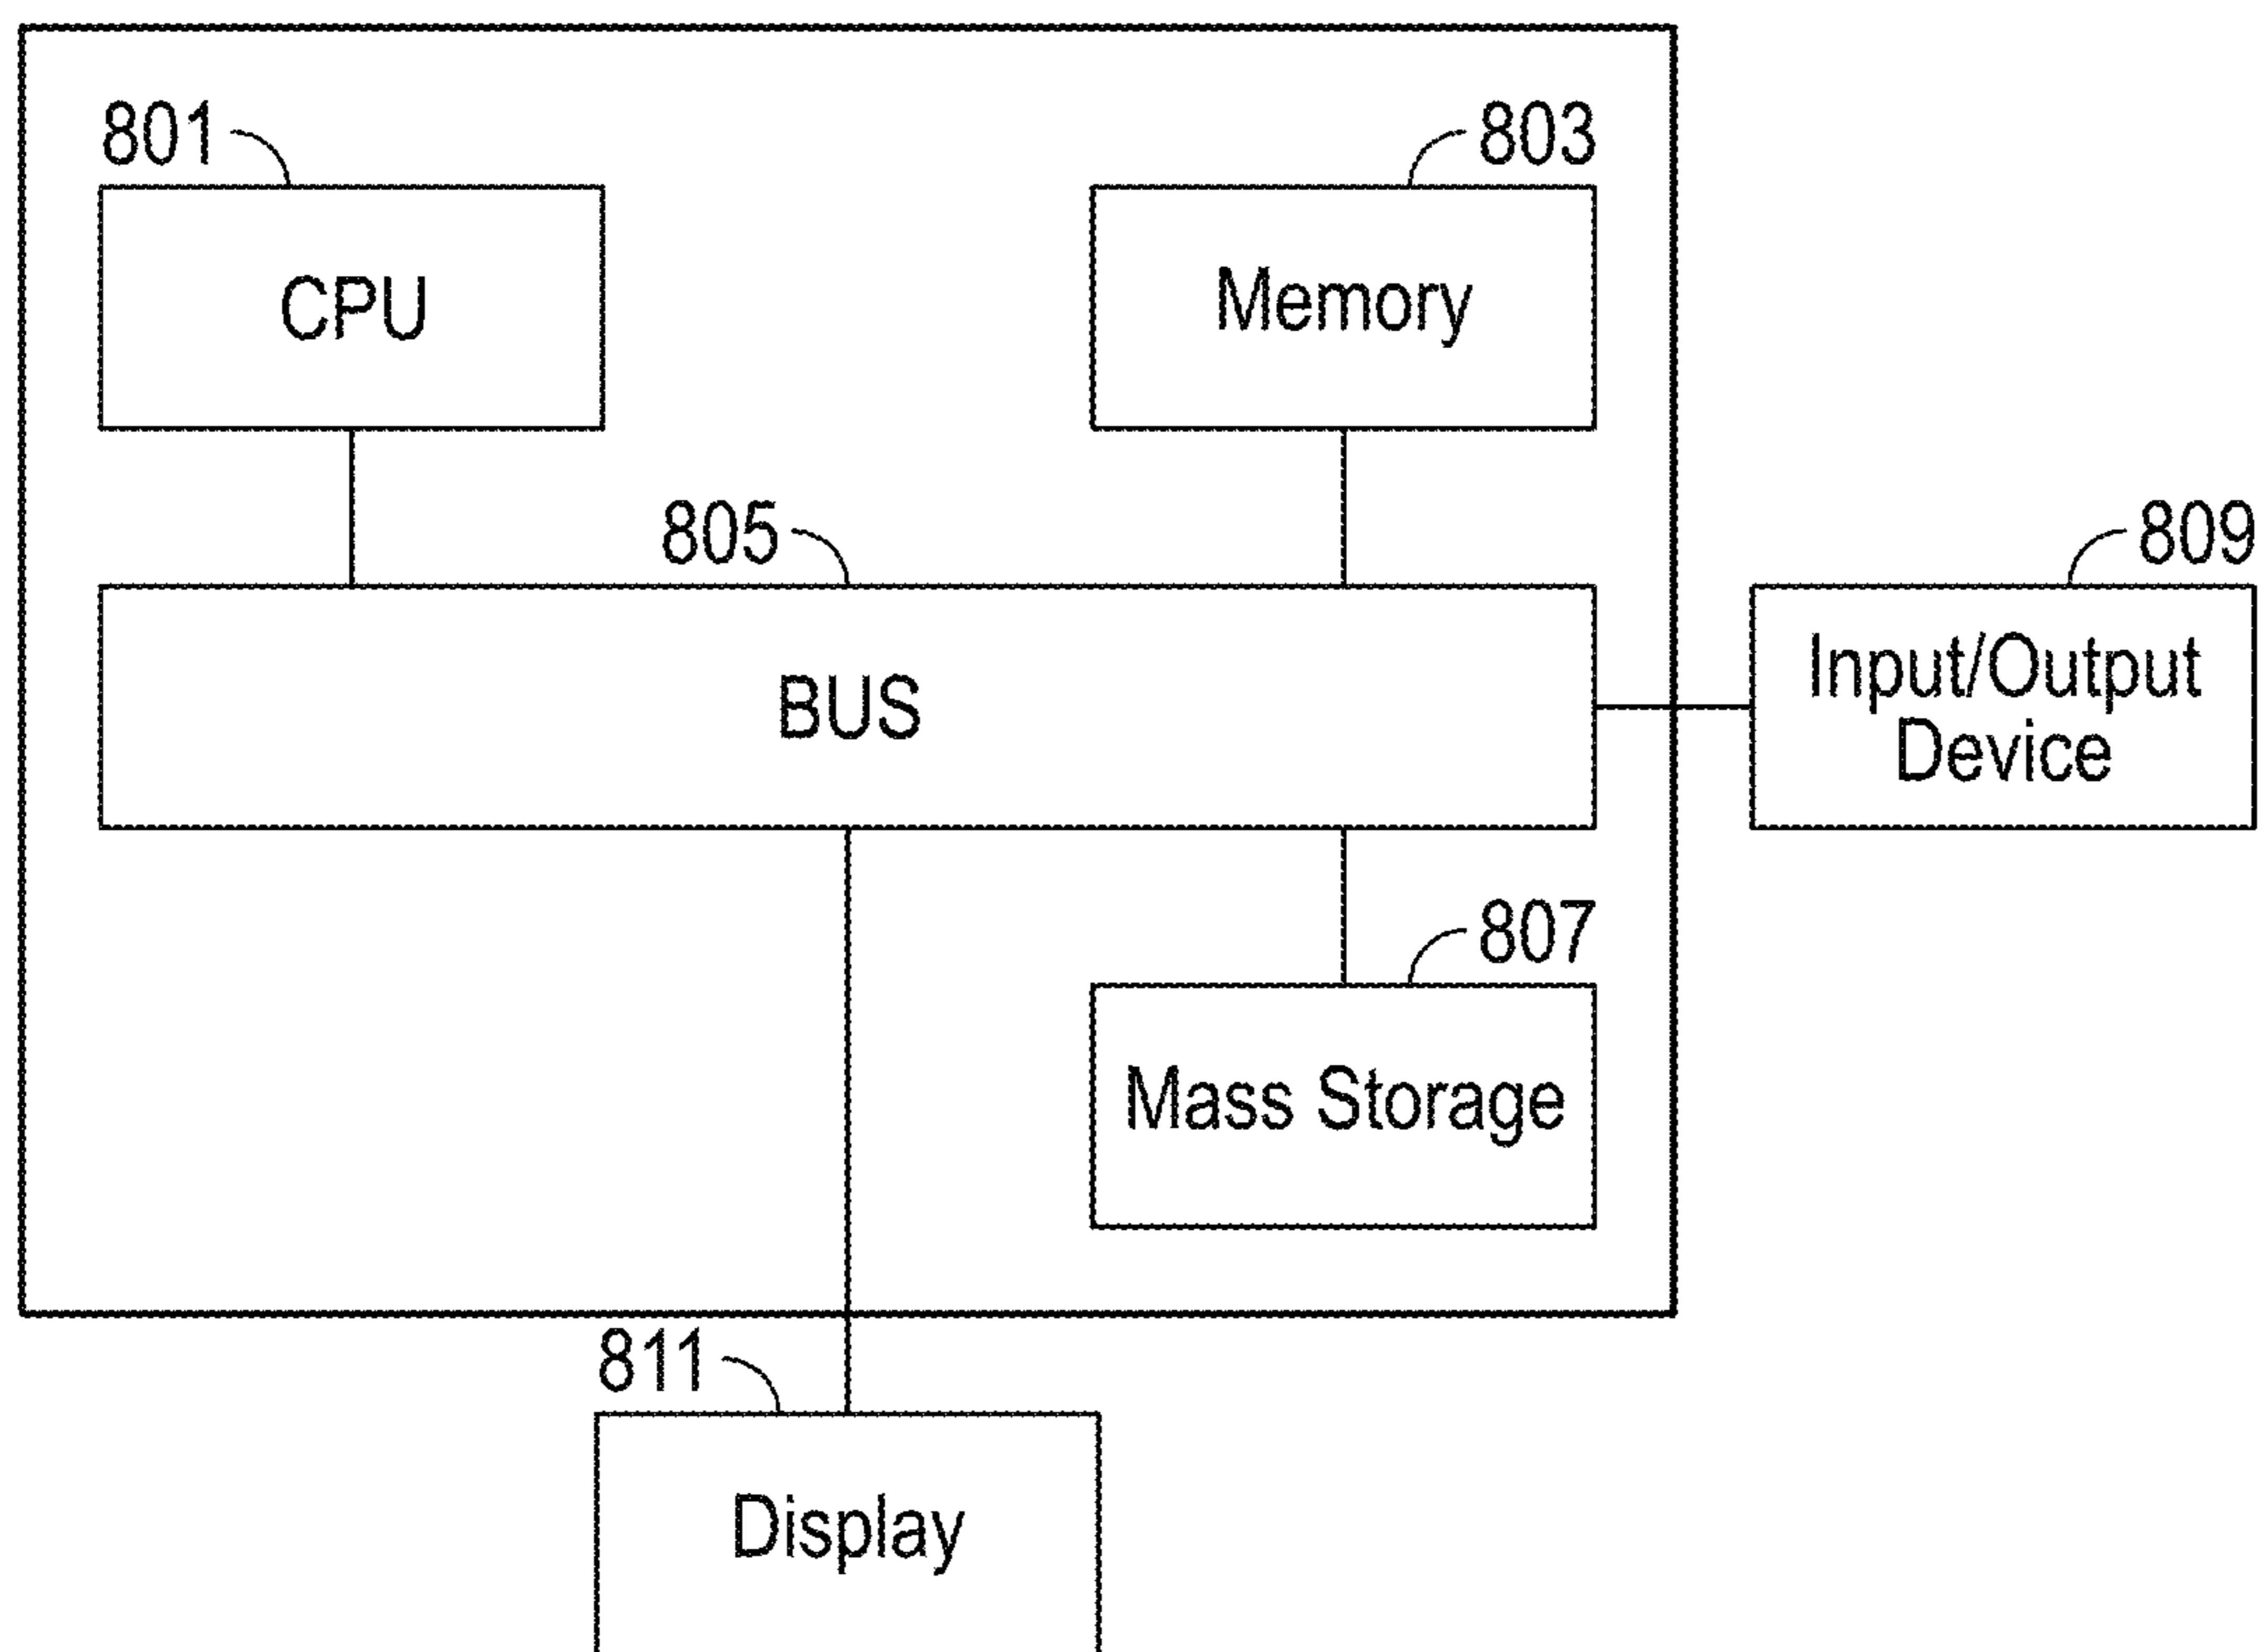 801
803
CPU
Memory
805
809
BUS
Input/Output
Device
807
Mass Storage
811
Display